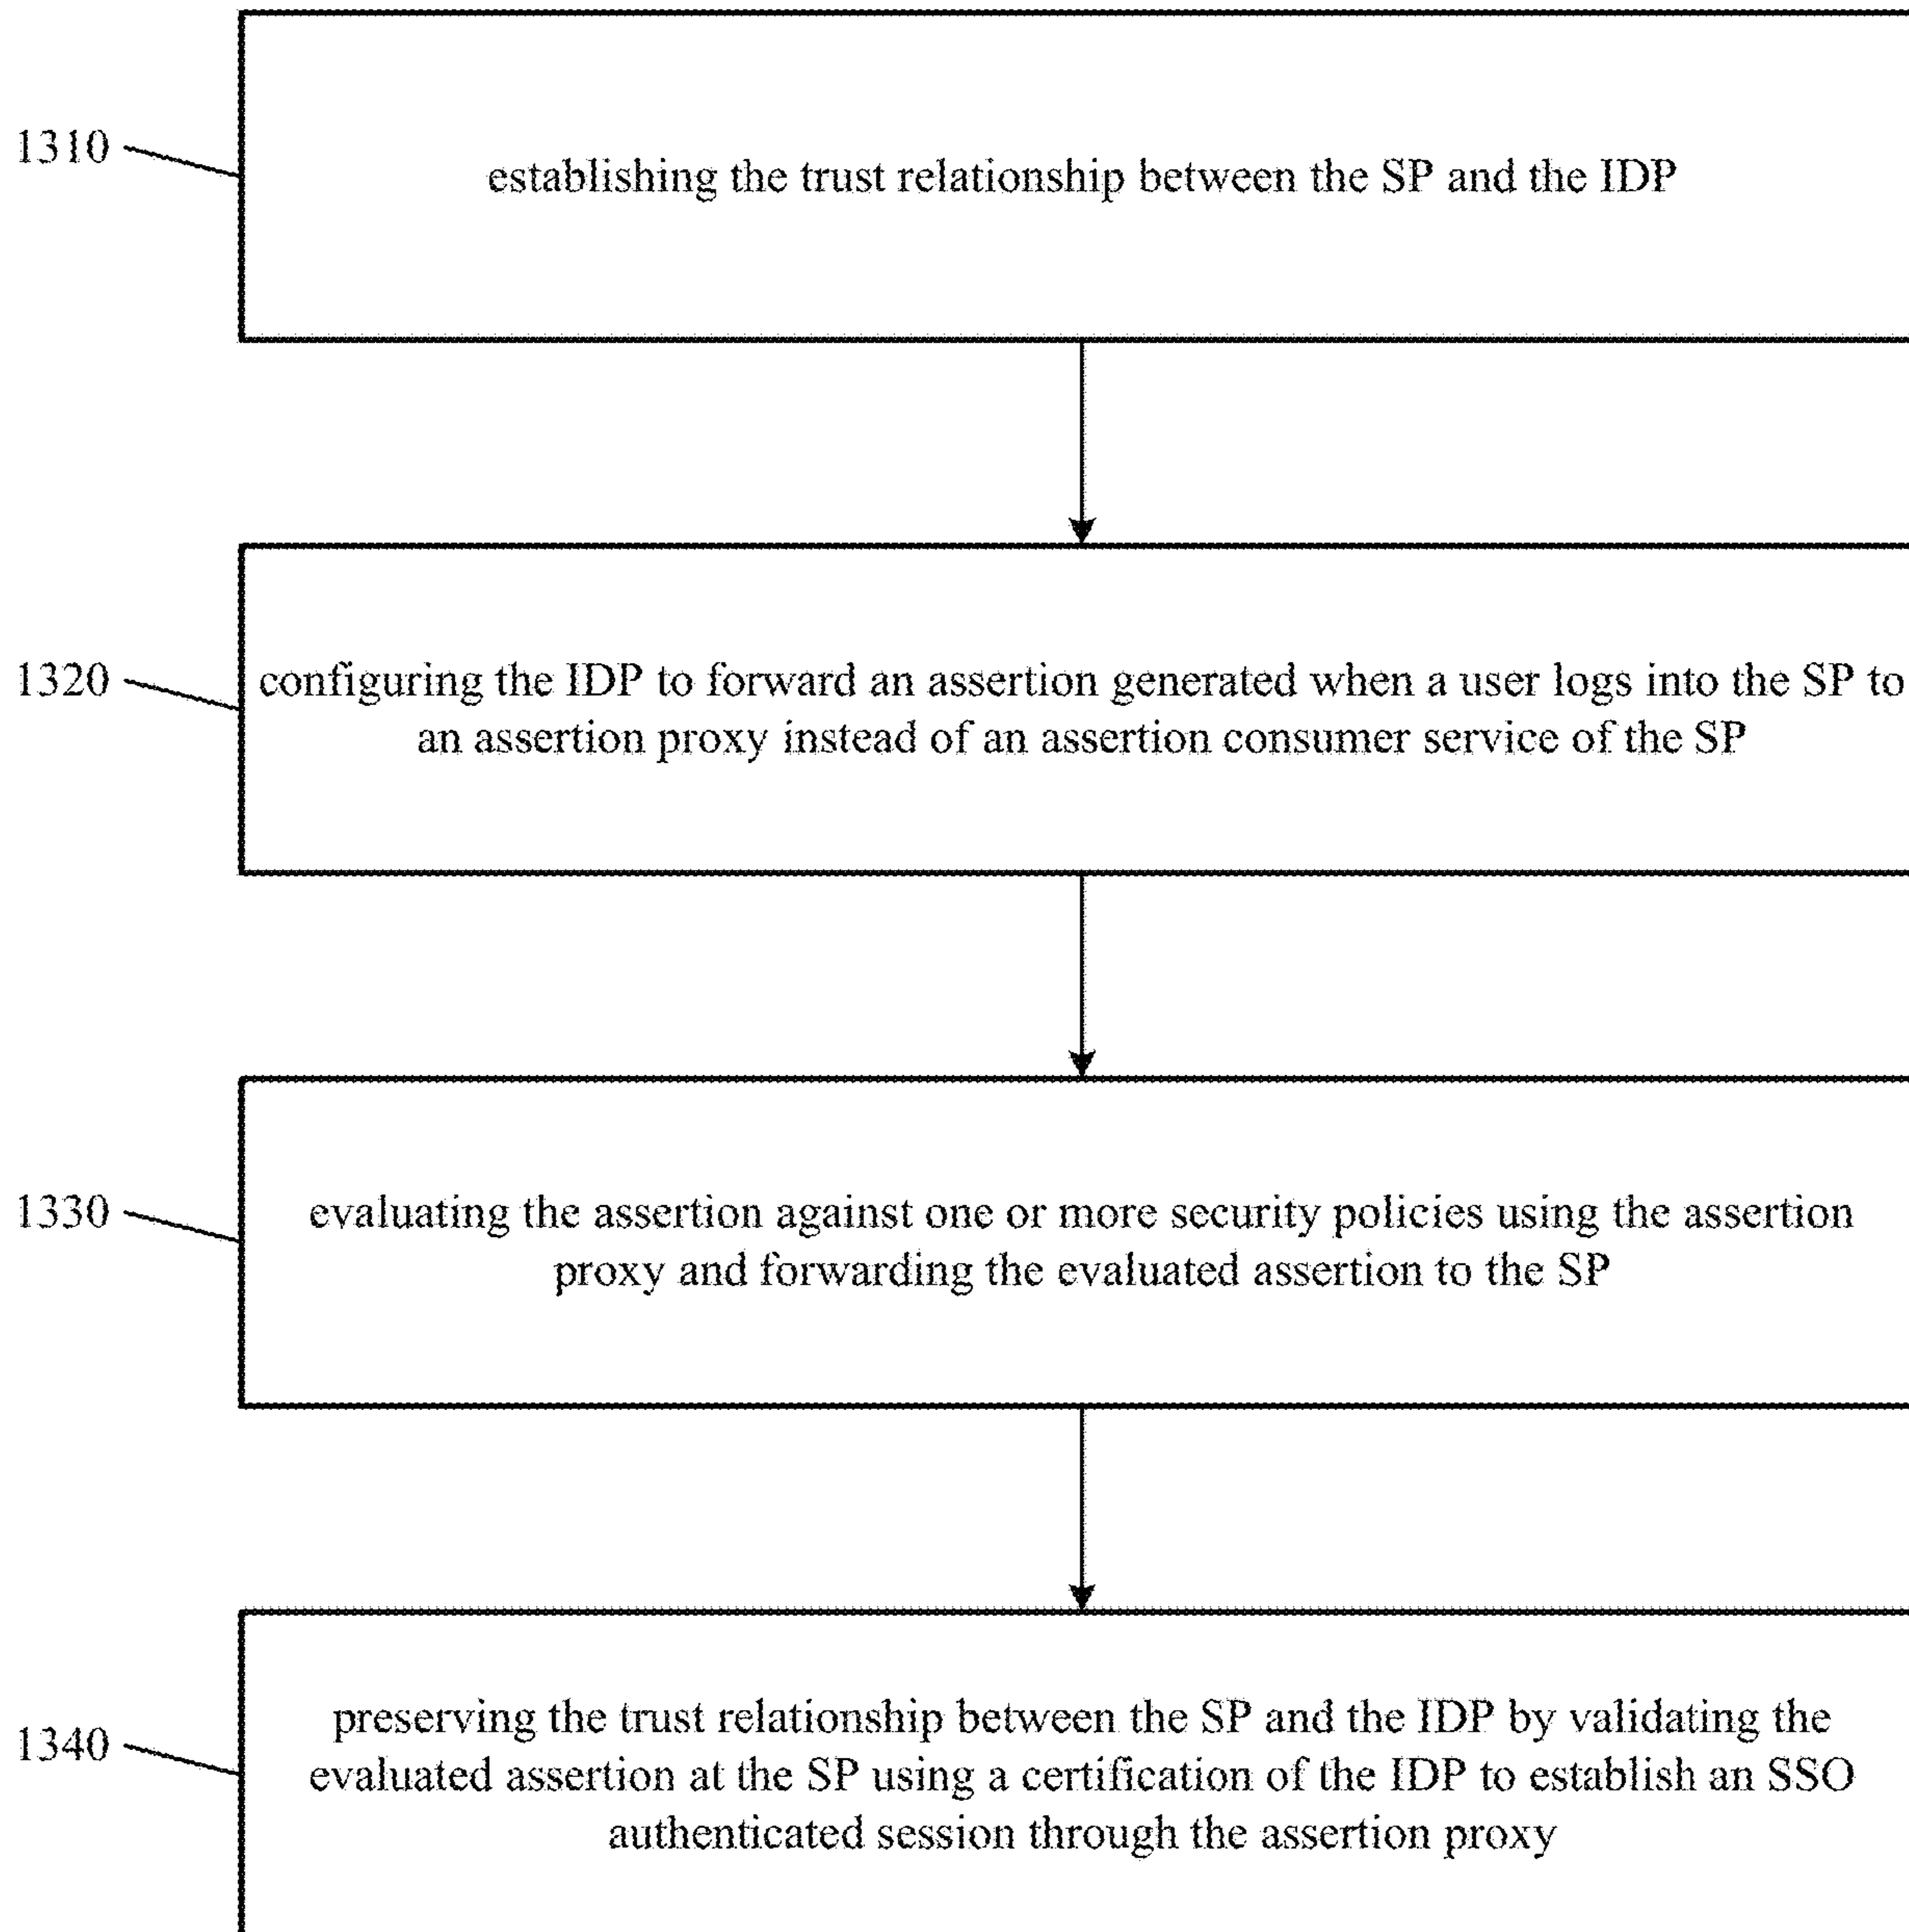 1310
establishing the trust relationship between the SP and the IDP
1320
configuring the IDP to forward an assertion generated when a user logs into the SP to
an assertion proxy instead of an assertion consumer service of the SP
1330
evaluating the assertion against one or more security policies using the assertion
proxy and forwarding the evaluated assertion to the SP
1340
preserving the trust relationship between the SP and the IDP by validating the
evaluated assertion at the SP using a certification of the IDP to establish an SSO
authenticated session through the assertion proxy